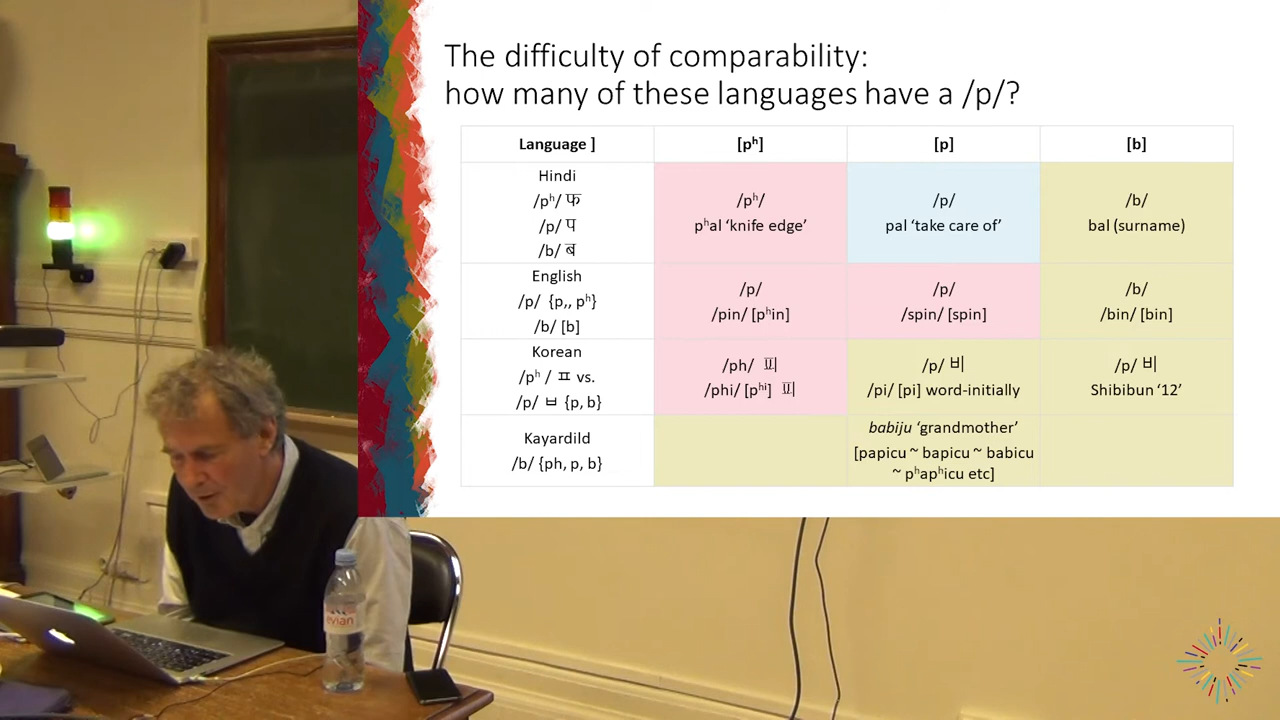 The difficulty of comparability:
how many of these languages have a /p/?
Language ] [pʰ] [p] [b]
Hindi
/pʰ/ फ
/p/ प
/b/ ब
/pʰ/
pʰal ‘knife edge’
/p/
pal ‘take care of’
/b/
bal (surname)
English
/p/ {p,, pʰ}
/b/ [b]
/p/
/pin/ [pʰin]
/p/
/spin/ [spin]
/b/
/bin/ [bin]
Korean
/pʰ / ㅍ vs.
/p/ ㅂ {p, b}
/ph/ 피
/phi/ [pʰⁱ] 피
/p/ 비
/pi/ [pi] word-initially
/p/ 비
Shibibun ‘12’
Kayardild
/b/ {ph, p, b}
babiju ‘grandmother’
[papicu ~ bapicu ~ babicu
~ pʰapʰicu etc]
evian